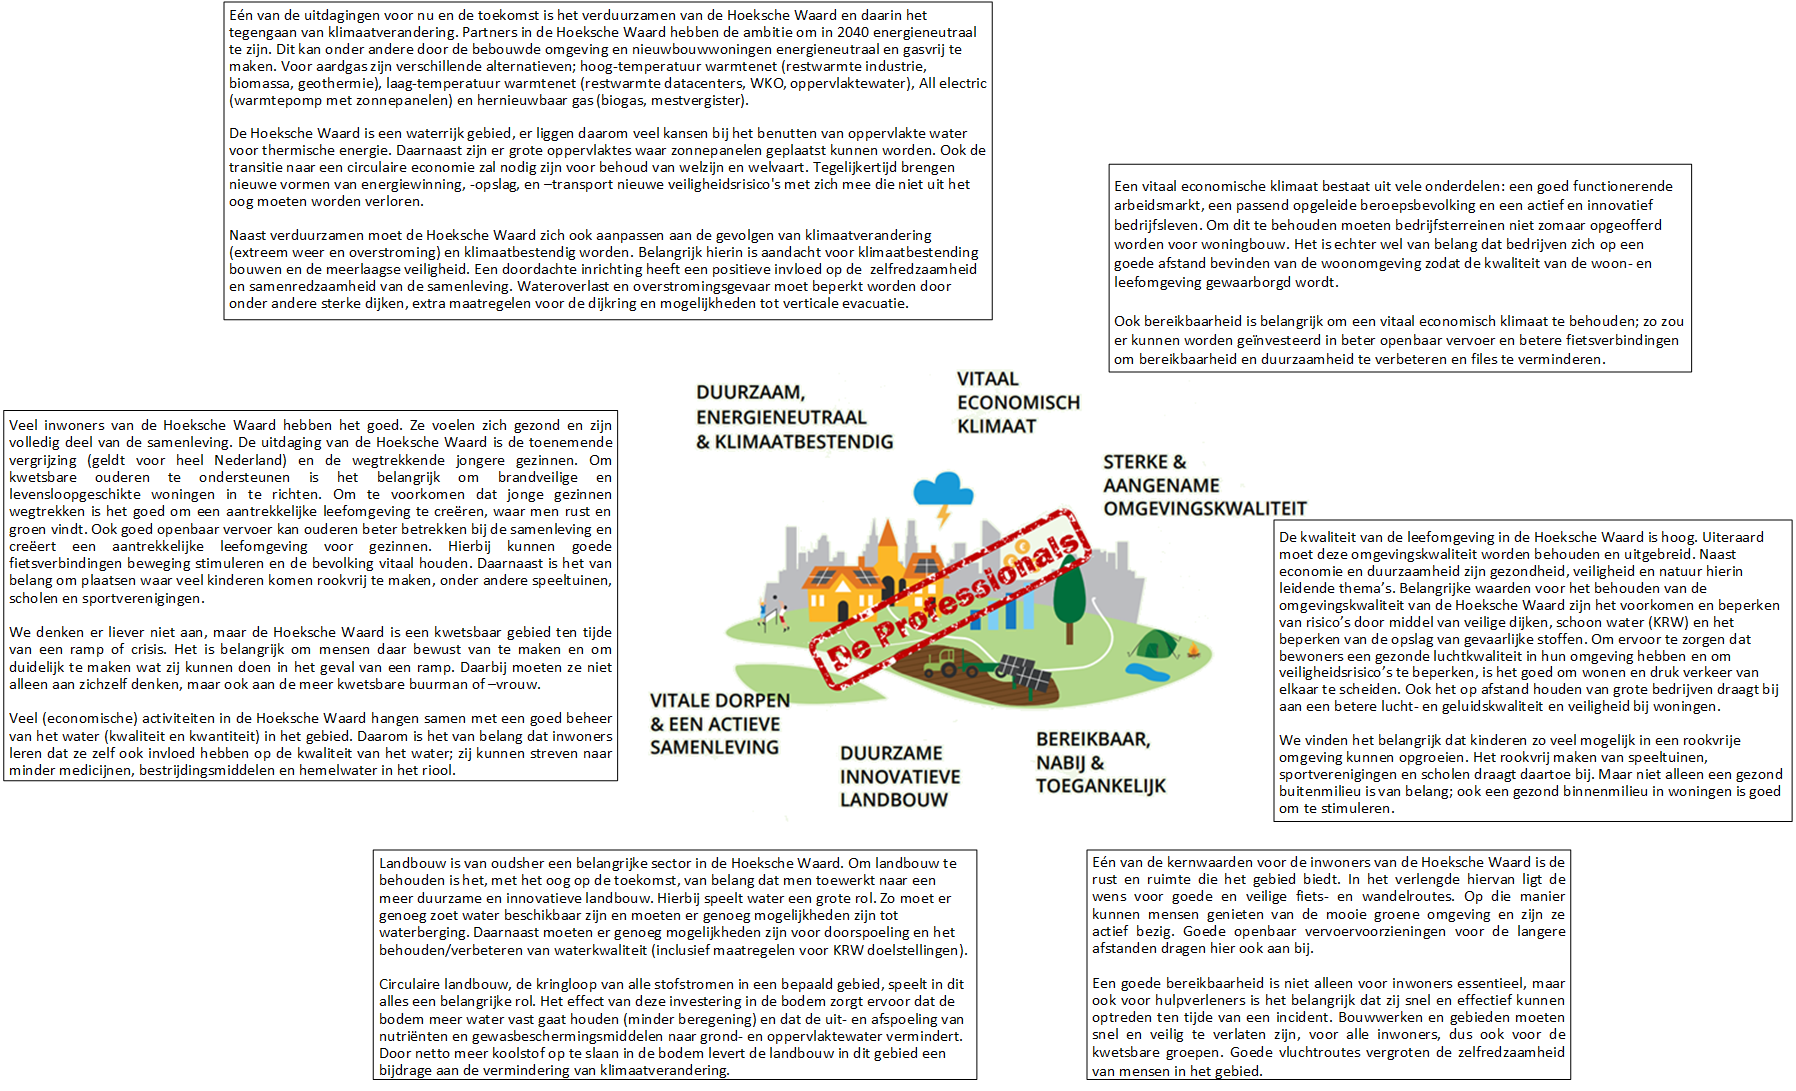 Eén van de uitdagingen voor nu en de toekomst is het verduurzamen van de Hoeksche Waard en daarin het
tegengaan van klimaatverandering. Partners in de Hoeksche Waard hebben de ambitie om in 2040 energieneutraal
te zijn. Dit kan onder andere door de bebouwde omgeving en nieuwbouwwoningen energieneutraal en gasvrij te
maken. Voor aardgas zijn verschillende alternatieven; hoog-temperatuur warmtenet (restwarmte industrie,
biomassa, geothermie), laag-temperatuur warmtenet (restwarmte datacenters, WKO, oppervlaktewater), All electric
(warmtepomp met zonnepanelen) en hernieuwbaar gas (biogas, mestvergister).
De Hoeksche Waard is een waterrijk gebied, er liggen daarom veel kansen bij het benutten van oppervlakte water
voor thermische energie. Daarnaast zijn er grote oppervlaktes waar zonnepanelen geplaatst kunnen worden. Ook de
transitie naar een circulaire economie zal nodig zijn voor behoud van welzijn en welvaart. Tegelijkertijd brengen
nieuwe vormen van energiewinning, -opslag, en –transport nieuwe veiligheidsrisico's met zich mee die niet uit het
oog moeten worden verloren.
Naast verduurzamen moet de Hoeksche Waard zich ook aanpassen aan de gevolgen van klimaatverandering
(extreem weer en overstroming) en klimaatbestendig worden. Belangrijk hierin is aandacht voor klimaatbestending
bouwen en de meerlaagse veiligheid. Een doordachte inrichting heeft een positieve invloed op de zelfredzaamheid
en samenredzaamheid van de samenleving. Wateroverlast en overstromingsgevaar moet beperkt worden door
onder andere sterke dijken, extra maatregelen voor de dijkring en mogelijkheden tot verticale evacuatie.
Een vitaal economische klimaat bestaat uit vele onderdelen: een goed functionerende
arbeidsmarkt, een passend opgeleide beroepsbevolking en een actief en innovatief
bedrijfsleven. Om dit te behouden moeten bedrijfsterreinen niet zomaar opgeofferd
worden voor woningbouw. Het is echter wel van belang dat bedrijven zich op een
goede afstand bevinden van de woonomgeving zodat de kwaliteit van de woon- en
leefomgeving gewaarborgd wordt.
Ook bereikbaarheid is belangrijk om een vitaal economisch klimaat te behouden; zo zou
er kunnen worden geïnvesteerd in beter openbaar vervoer en betere fietsverbindingen
om bereikbaarheid en duurzaamheid te verbeteren en files te verminderen.
DUURZAAM,
ENERGIENEUTRAAL
& KLIMAATBESTENDIG
VITAAL
ECONOMISCH
KLIMAAT
STERKE &
AANGENAME
OMGEVINGSKWALITEIT
De Professionals!
VITALE DORPEN
& EEN ACTIEVE
SAMENLEVING
DUURZAME
INNOVATIEVE
LANDBOUW
BEREIKBAAR,
NABIJ &
TOEGANKELIJK
Veel inwoners van de Hoeksche Waard hebben het goed. Ze voelen zich gezond en zijn
volledig deel van de samenleving. De uitdaging van de Hoeksche Waard is de toenemende
vergrijzing (geldt voor heel Nederland) en de wegtrekkende jongere gezinnen. Om
kwetsbare ouderen te ondersteunen is het belangrijk om brandveilige en
levensloopgeschikte woningen in te richten. Om te voorkomen dat jonge gezinnen
wegtrekken is het goed om een aantrekkelijke leefomgeving te creëren, waar men rust en
groen vindt. Ook goed openbaar vervoer kan ouderen beter betrekken bij de samenleving en
creëert een aantrekkelijke leefomgeving voor gezinnen. Hierbij kunnen goede
fietsverbindingen beweging stimuleren en de bevolking vitaal houden. Daarnaast is het van
belang om plaatsen waar veel kinderen komen rookvrij te maken, onder andere speeltuinen,
scholen en sportverenigingen.
We denken er liever niet aan, maar de Hoeksche Waard is een kwetsbaar gebied ten tijde
van een ramp of crisis. Het is belangrijk om mensen daar bewust van te maken en om
duidelijk te maken wat zij kunnen doen in het geval van een ramp. Daarbij moeten ze niet
alleen aan zichzelf denken, maar ook aan de meer kwetsbare buurman of –vrouw.
Veel (economische) activiteiten in de Hoeksche Waard hangen samen met een goed beheer
van het water (kwaliteit en kwantiteit) in het gebied. Daarom is het van belang dat inwoners
leren dat ze zelf ook invloed hebben op de kwaliteit van het water; zij kunnen streven naar
minder medicijnen, bestrijdingsmiddelen en hemelwater in het riool.
De kwaliteit van de leefomgeving in de Hoeksche Waard is hoog. Uiteraard
moet deze omgevingskwaliteit worden behouden en uitgebreid. Naast
economie en duurzaamheid zijn gezondheid, veiligheid en natuur hierin
leidende thema’s. Belangrijke waarden voor het behouden van de
omgevingskwaliteit van de Hoeksche Waard zijn het voorkomen en beperken
van risico’s door middel van veilige dijken, schoon water (KRW) en het
beperken van de opslag van gevaarlijke stoffen. Om ervoor te zorgen dat
bewoners een gezonde luchtkwaliteit in hun omgeving hebben en om
veiligheidsrisico’s te beperken, is het goed om wonen en druk verkeer van
elkaar te scheiden. Ook het op afstand houden van grote bedrijven draagt bij
aan een betere lucht- en geluidskwaliteit en veiligheid bij woningen.
We vinden het belangrijk dat kinderen zo veel mogelijk in een rookvrije
omgeving kunnen opgroeien. Het rookvrij maken van speeltuinen,
sportverenigingen en scholen draagt daartoe bij. Maar niet alleen een gezond
buitenmilieu is van belang; ook een gezond binnenmilieu in woningen is goed
om te stimuleren.
Landbouw is van oudsher een belangrijke sector in de Hoeksche Waard. Om landbouw te
behouden is het, met het oog op de toekomst, van belang dat men toewerkt naar een
meer duurzame en innovatieve landbouw. Hierbij speelt water een grote rol. Zo moet er
genoeg zoet water beschikbaar zijn en moeten er genoeg mogelijkheden zijn tot
waterberging. Daarnaast moeten er genoeg mogelijkheden zijn voor doorspoeling en het
behouden/verbeteren van waterkwaliteit (inclusief maatregelen voor KRW doelstellingen).
Circulaire landbouw, de kringloop van alle stofstromen in een bepaald gebied, speelt in dit
alles een belangrijke rol. Het effect van deze investering in de bodem zorgt ervoor dat de
bodem meer water vast gaat houden (minder beregening) en dat de uit- en afspoeling van
nutriënten en gewasbeschermingsmiddelen naar grond- en oppervlaktewater vermindert.
Door netto meer koolstof op te slaan in de bodem levert de landbouw in dit gebied een
bijdrage aan de vermindering van klimaatverandering.
Eén van de kernwaarden voor de inwoners van de Hoeksche Waard is de
rust en ruimte die het gebied biedt. In het verlengde hiervan ligt de
wens voor goede en veilige fiets- en wandelroutes. Op die manier
kunnen mensen genieten van de mooie groene omgeving en zijn ze
actief bezig. Goede openbaar vervoervoorzieningen voor de langere
afstanden dragen hier ook aan bij.
Een goede bereikbaarheid is niet alleen voor inwoners essentieel, maar
ook voor hulpverleners is het belangrijk dat zij snel en effectief kunnen
optreden ten tijde van een incident. Bouwwerken en gebieden moeten
snel en veilig te verlaten zijn, voor alle inwoners, dus ook voor de
kwetsbare groepen. Goede vluchtroutes vergroten de zelfredzaamheid
van mensen in het gebied.